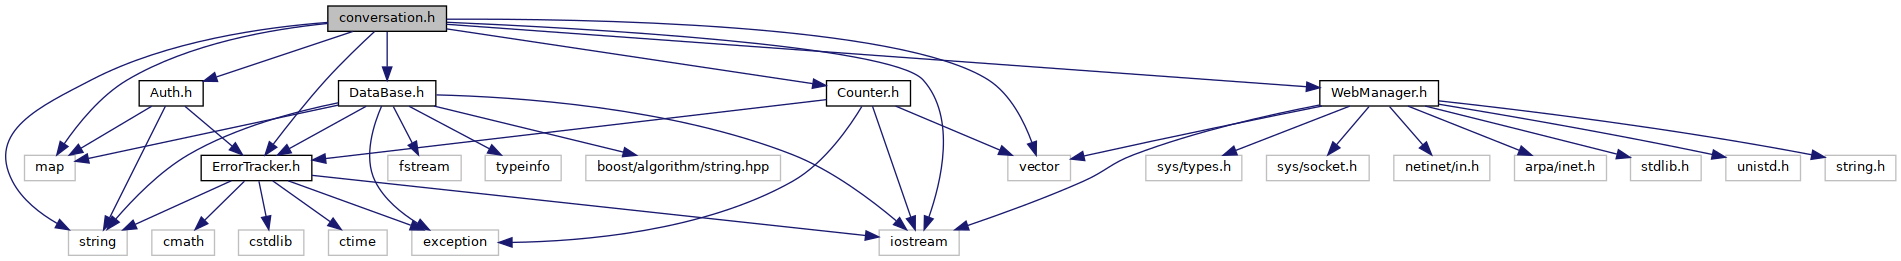 conversation.h
Auth.h
DataBase.h
Counter.h
WebManager.h
map
ErrorTracker.h
fstream
typeinfo
boost/algorithm/string.hpp
vector
sys/types.h
sys/socket.h
netinet/in.h
arpa/inet.h
stdlib.h
unistd.h
string.h
string
cmath
cstdlib
ctime
exception
iostream